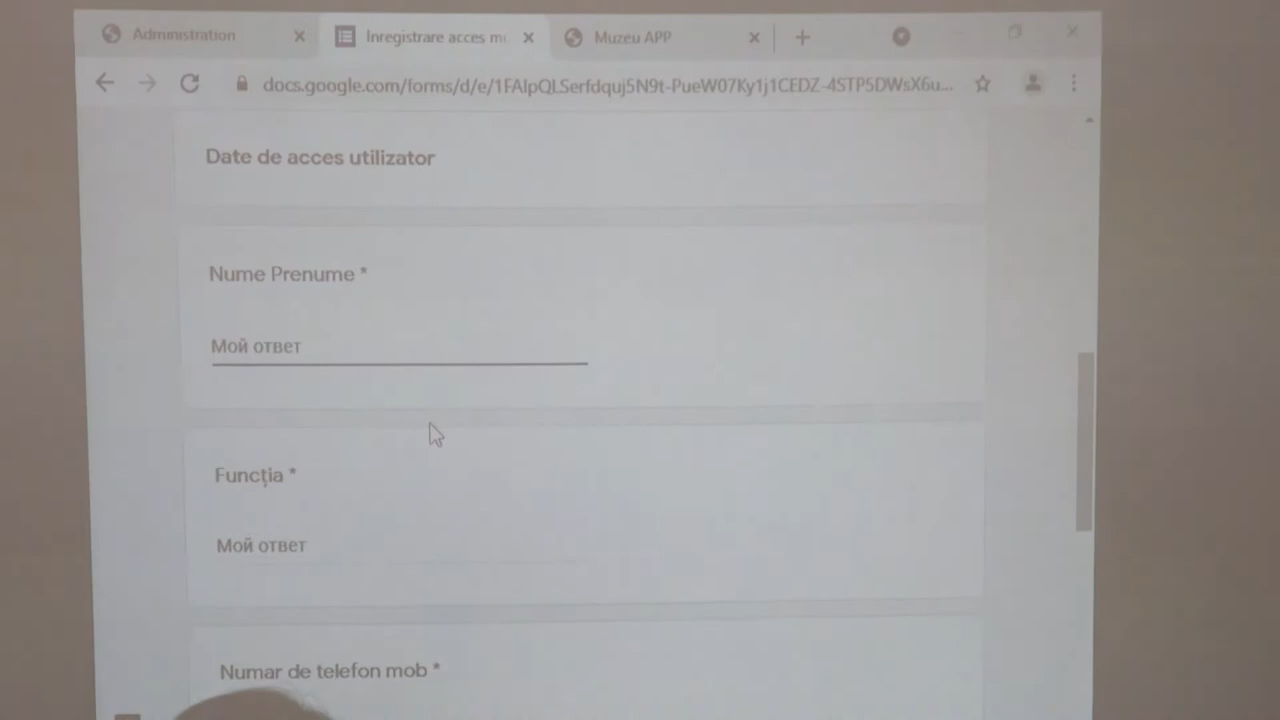 Administration
Inregistrare acces m
Muzeu APP
docs.google.com/forms/d/e/1FAIpQLSerfdquj5N9t-PueW07Ky1j1CEDZ-4STP5DWsX6u...
Date de acces utilizator
Nume Prenume *
Мой ответ
Funcția *
Мой ответ
Numar de telefon mob *